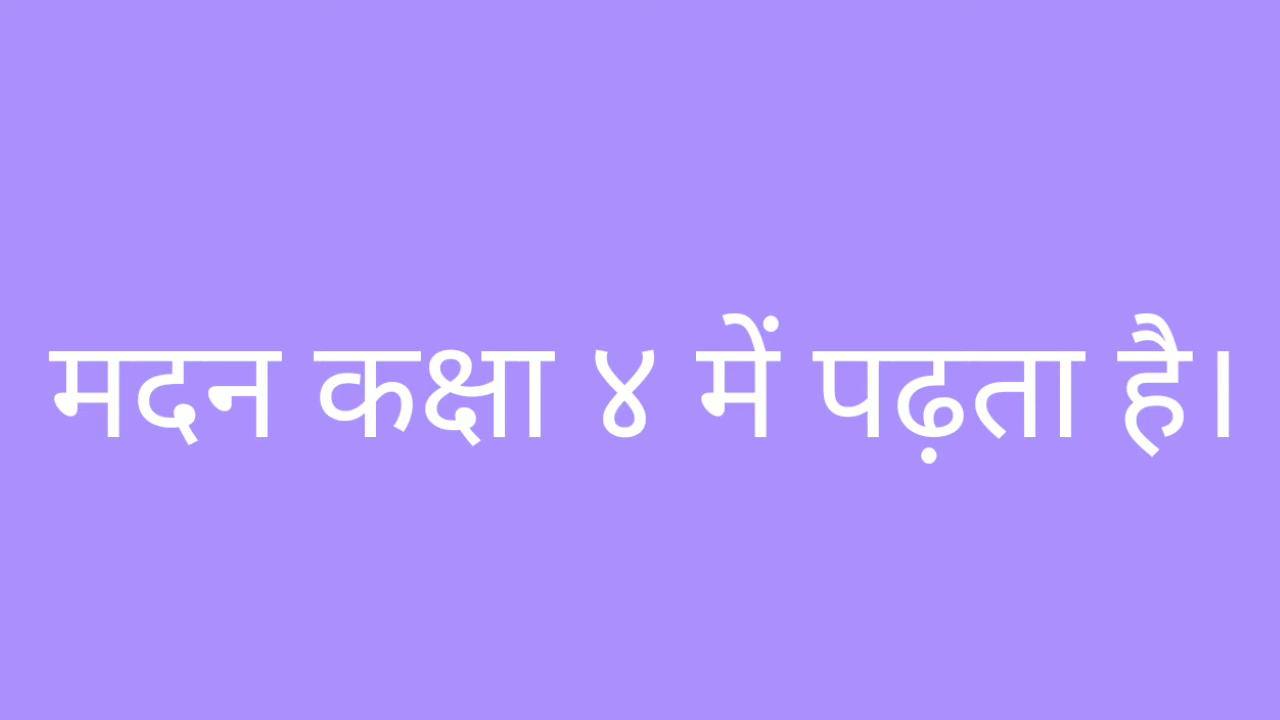 मदन कक्षा ४ में पढ़ता है।